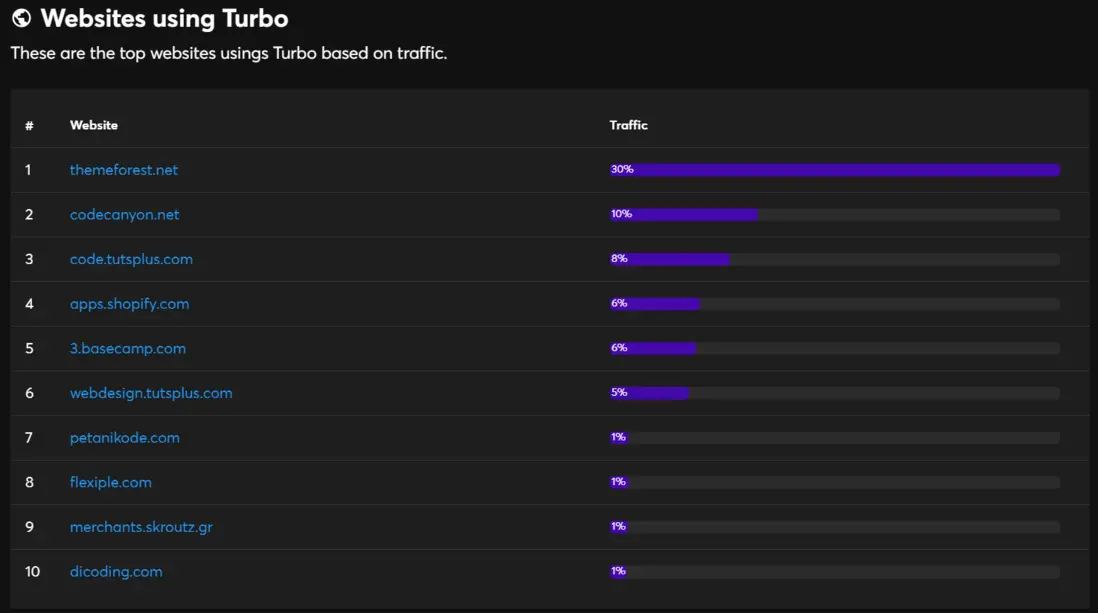 Websites using Turbo
These are the top websites usings Turbo based on traffic.
# Website Traffic
1 themeforest.net 30%
2 codecanyon.net 10%
3 code.tutsplus.com 8%
4 apps.shopify.com 6%
5 3.basecamp.com 6%
6 webdesign.tutsplus.com 5%
7 petanikode.com 1%
8 flexiple.com 1%
9 merchants.skroutz.gr 1%
10 dicoding.com 1%